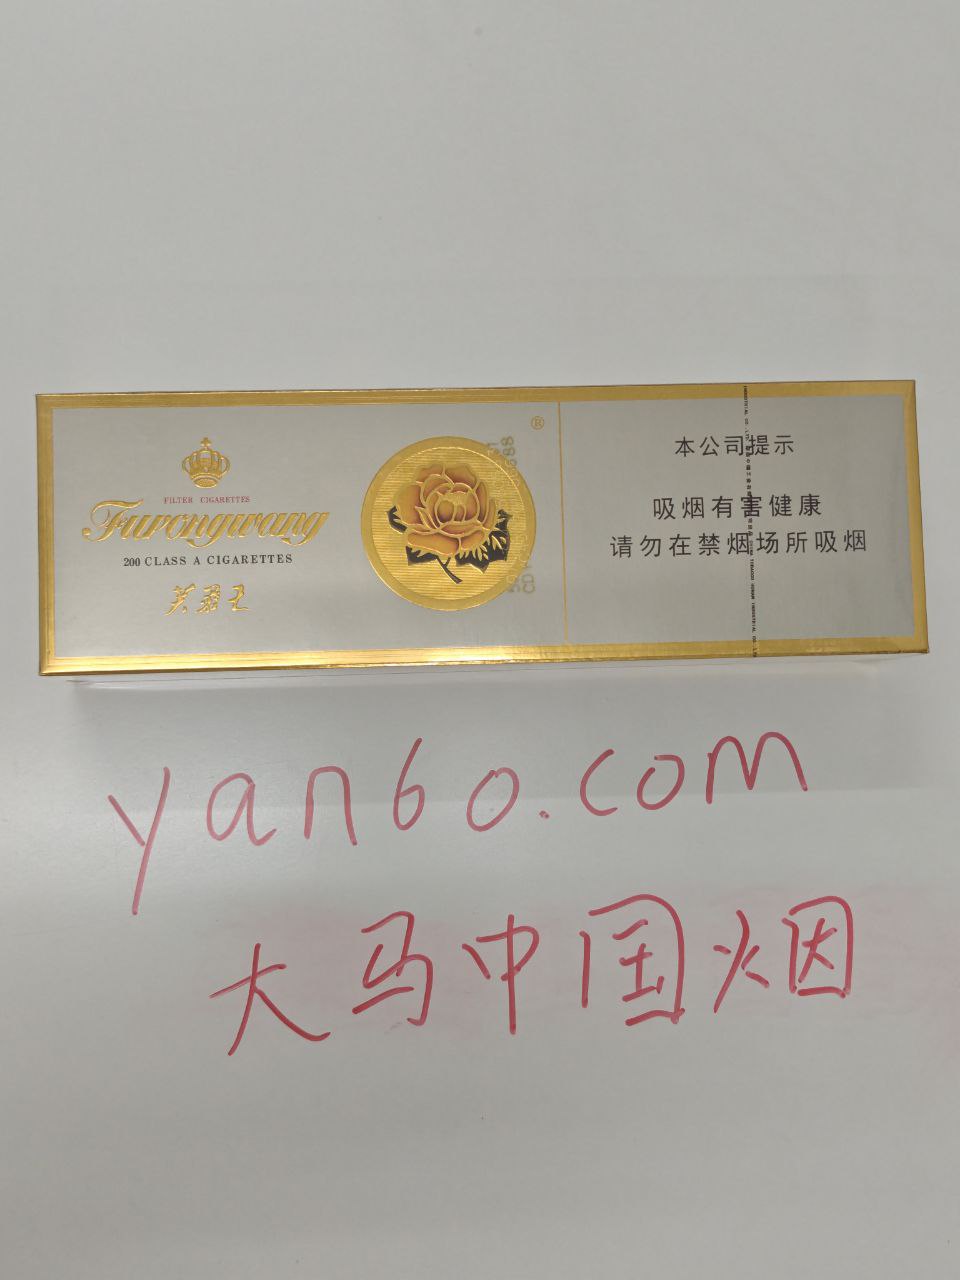 FILTER CIGARETTES
Furongwang
200 CLASS A CIGARETTES
芙蓉王
®
本公司提示
吸烟有害健康
请勿在禁烟场所吸烟
yan60.com
大马中国烟